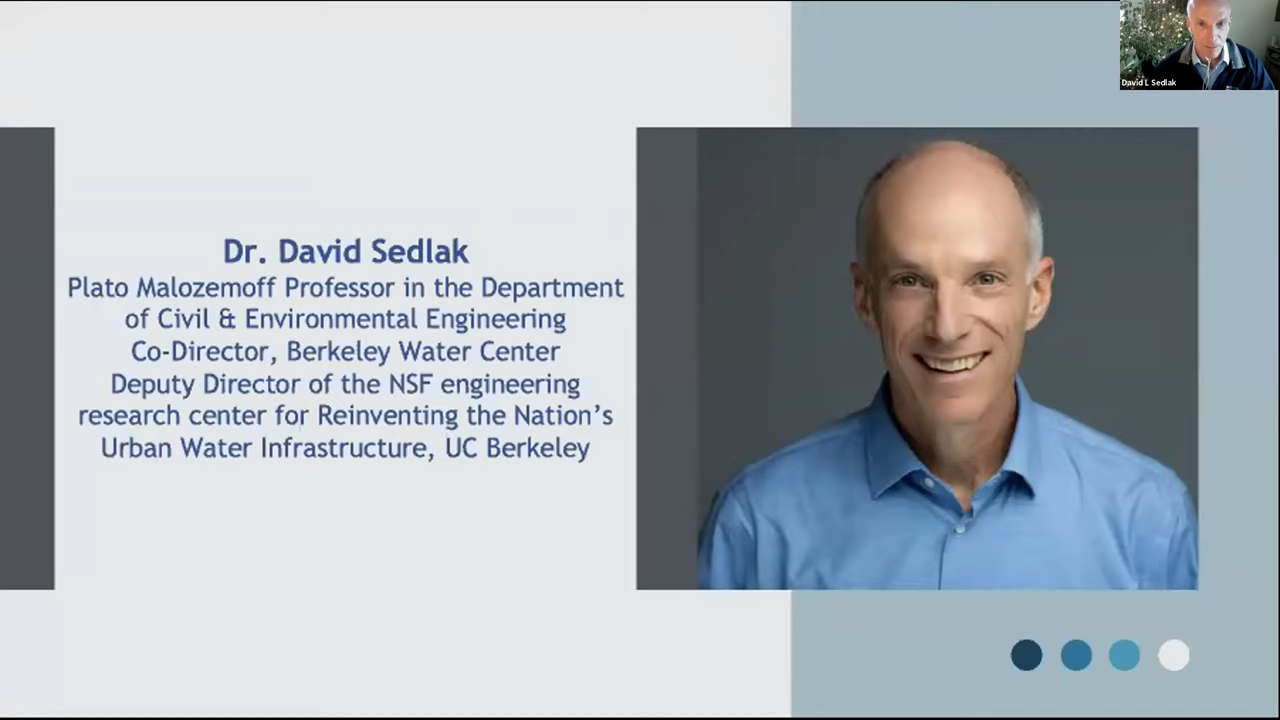 David L Sedlak
Dr. David Sedlak
Plato Malozemoff Professor in the Department
of Civil & Environmental Engineering
Co-Director, Berkeley Water Center
Deputy Director of the NSF engineering
research center for Reinventing the Nation’s
Urban Water Infrastructure, UC Berkeley